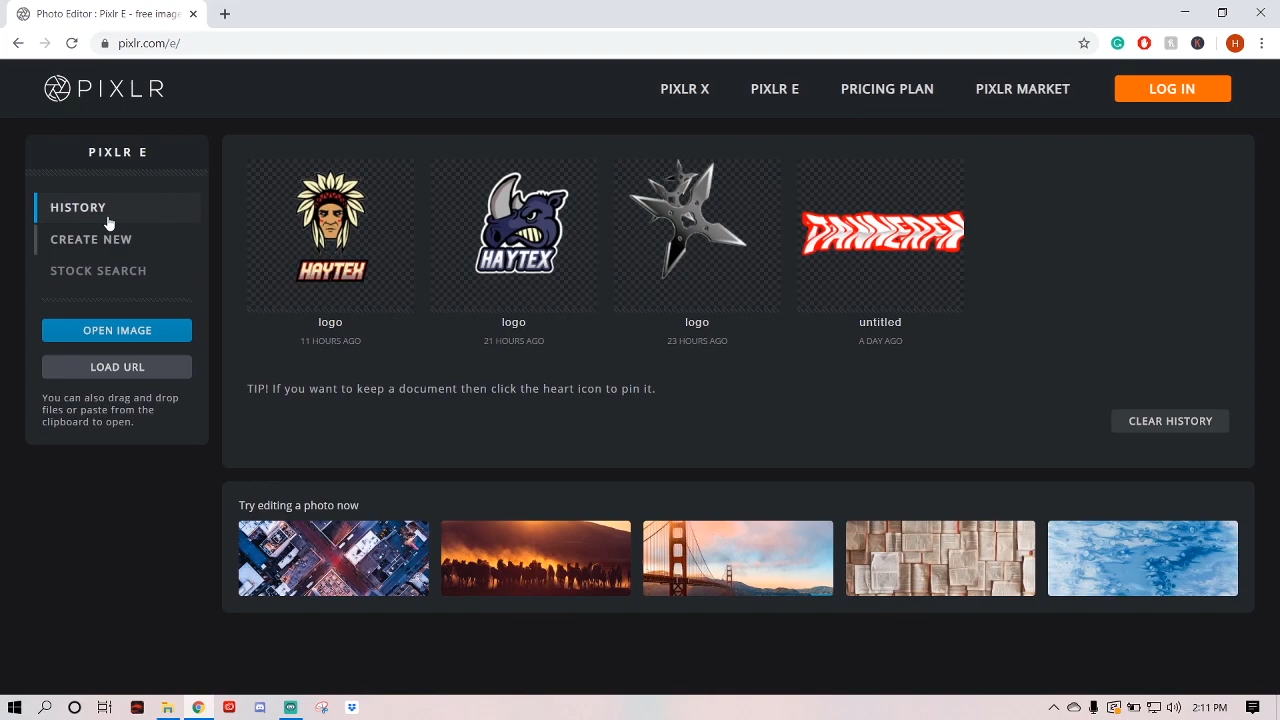 Photo Editor : Pixlr E - free image
pixlr.com/e/
H
PIXLR
PIXLR X
PIXLR E
PRICING PLAN
PIXLR MARKET
LOG IN
PIXLR E
HISTORY
CREATE NEW
STOCK SEARCH
OPEN IMAGE
LOAD URL
You can also drag and drop
files or paste from the
clipboard to open.
HAYTEX
HAYTEX
logo
logo
logo
untitled
11 HOURS AGO
21 HOURS AGO
23 HOURS AGO
A DAY AGO
TIP! If you want to keep a document then click the heart icon to pin it.
CLEAR HISTORY
Try editing a photo now
2:11 PM